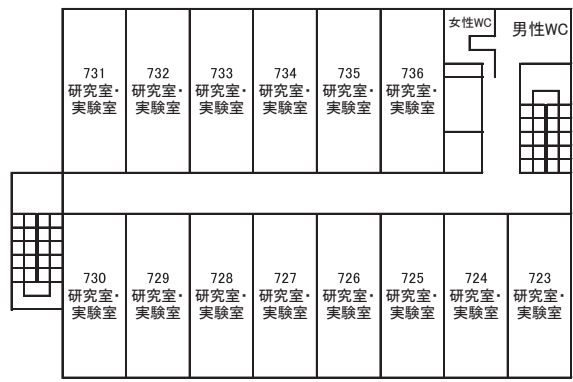 女性WC
男性WC
731
研究室・
実験室
732
研究室・
実験室
733
研究室・
実験室
734
研究室・
実験室
735
研究室・
実験室
736
研究室・
実験室
730
研究室・
実験室
729
研究室・
実験室
728
研究室・
実験室
727
研究室・
実験室
726
研究室・
実験室
725
研究室・
実験室
724
研究室・
実験室
723
研究室・
実験室